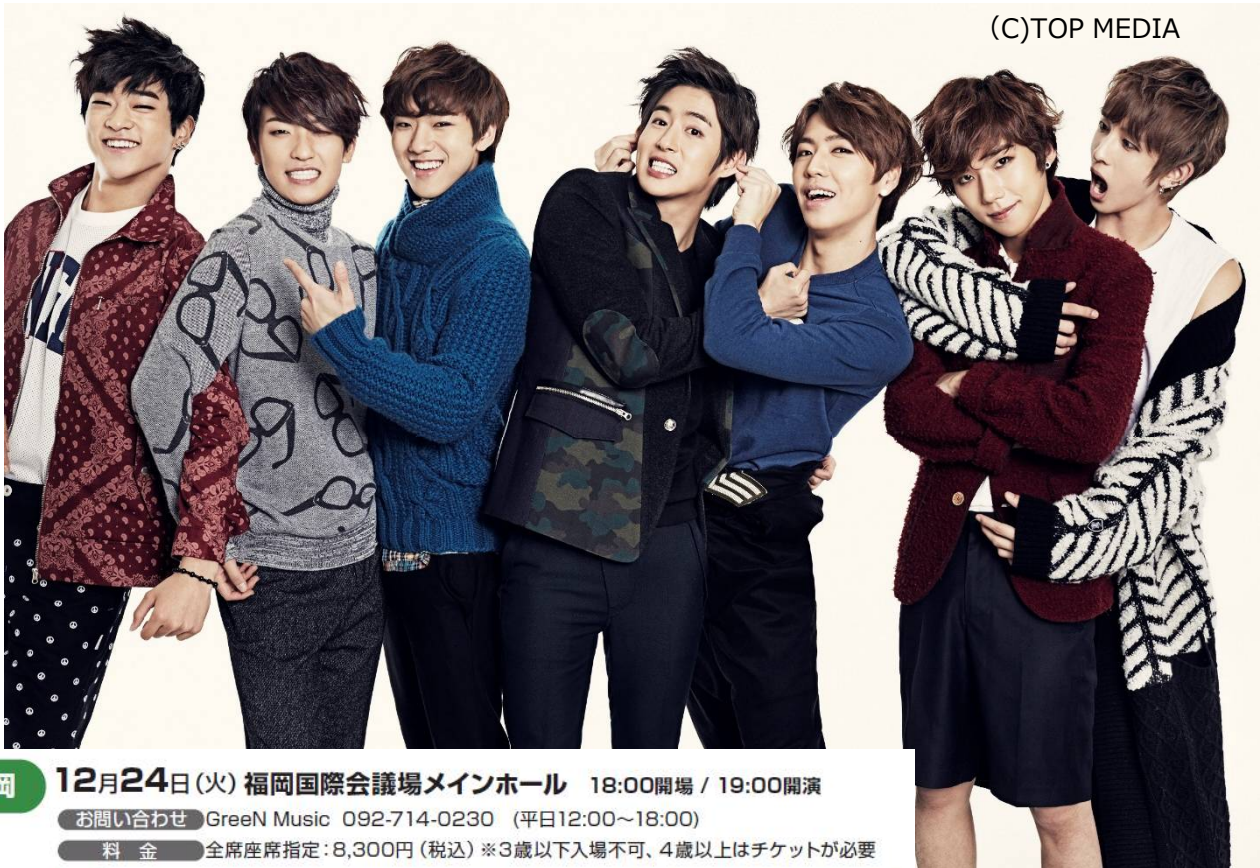 (C)TOP MEDIA
岡 12月24日(火) 福岡国際会議場メインホール 18:00開場 / 19:00開演
お問い合わせ GreeN Music 092-714-0230 (平日12:00～18:00)
料 金 全席座席指定:8,300円(税込)※3歳以下入場不可、4歳以上はチケットが必要